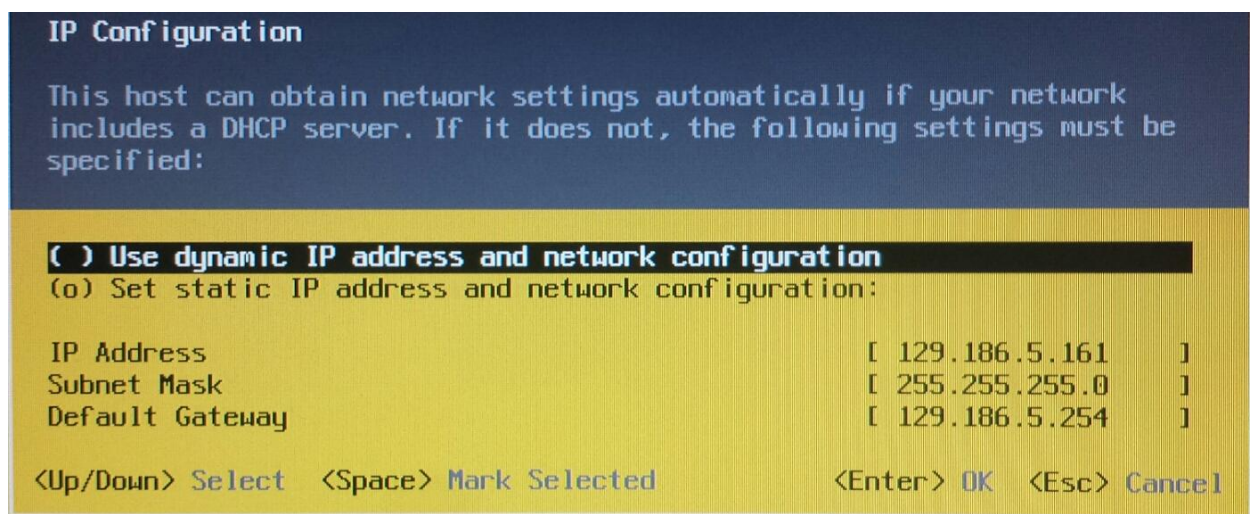 IP Configuration
This host can obtain network settings automatically if your network
includes a DHCP server. If it does not, the following settings must be
specified:
( ) Use dynamic IP address and network configuration
(o) Set static IP address and network configuration:
IP Address [ 129.186.5.161 ]
Subnet Mask [ 255.255.255.0 ]
Default Gateway [ 129.186.5.254 ]
<Up/Down> Select <Space> Mark Selected <Enter> OK <Esc> Cancel